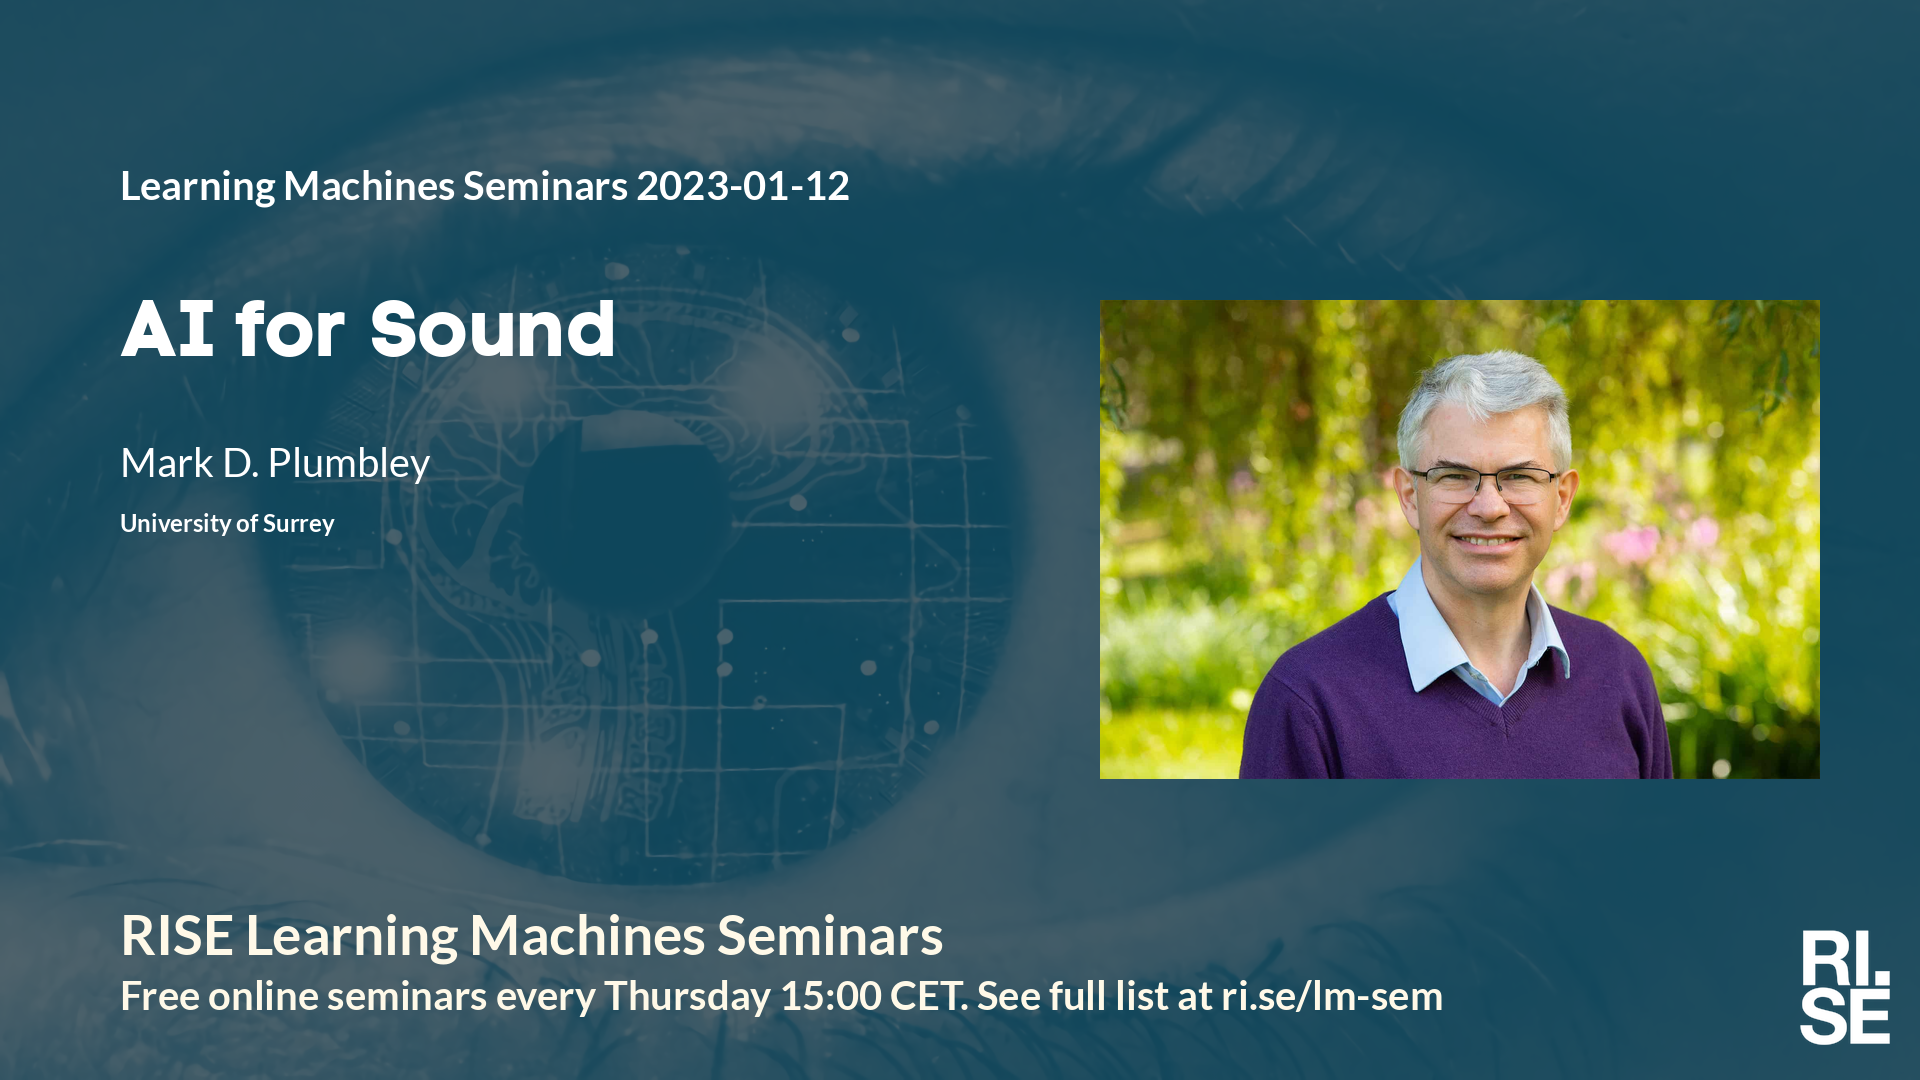 Learning Machines Seminars 2023-01-12
AI for Sound
Mark D. Plumbley
University of Surrey
RISE Learning Machines Seminars
Free online seminars every Thursday 15:00 CET. See full list at ri.se/lm-sem
RI.
SE